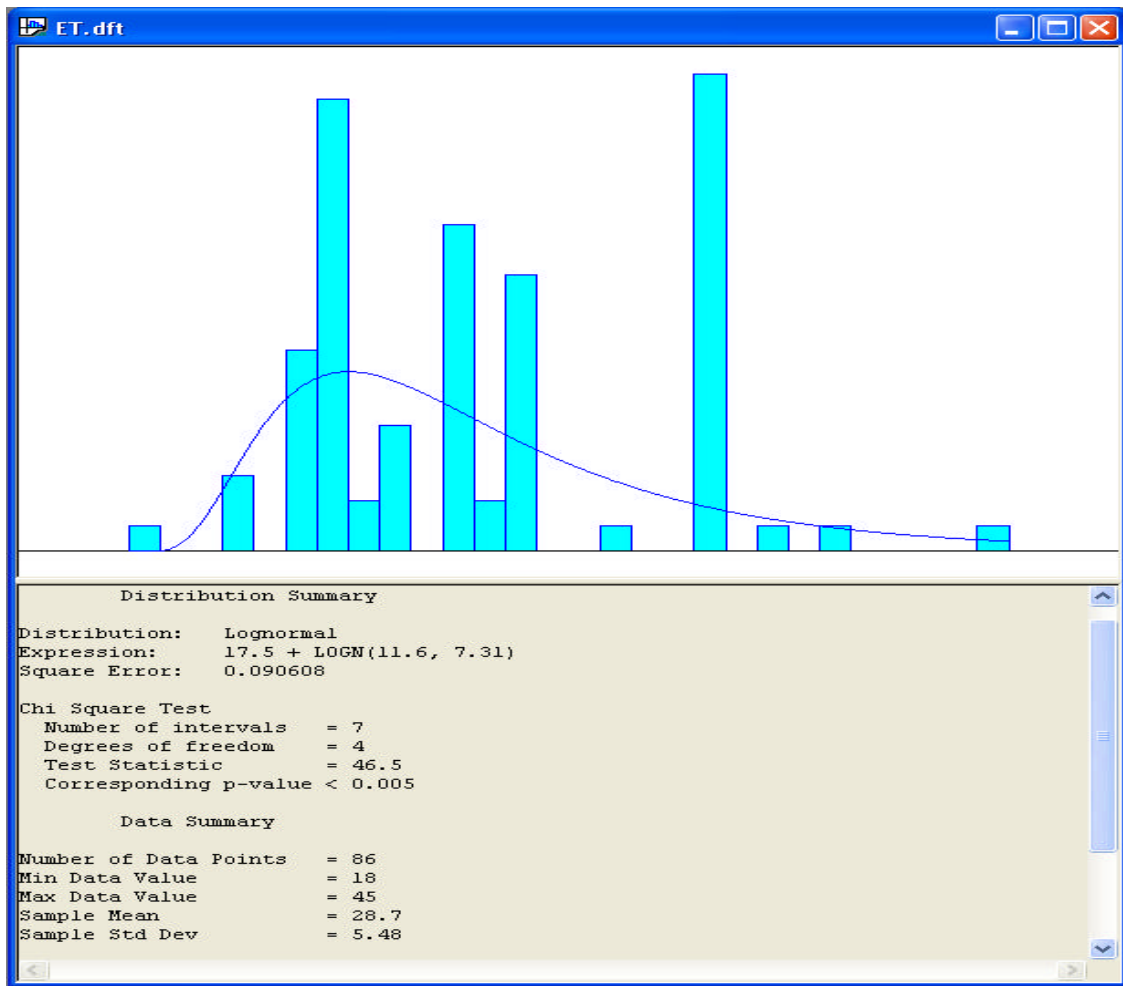 ET.dft
Distribution Summary
Distribution: Lognormal
Expression: 17.5 + LOGN(11.6, 7.31)
Square Error: 0.090608
Chi Square Test
Number of intervals = 7
Degrees of freedom = 4
Test Statistic = 46.5
Corresponding p-value < 0.005
Data Summary
Number of Data Points = 86
Min Data Value = 18
Max Data Value = 45
Sample Mean = 28.7
Sample Std Dev = 5.48